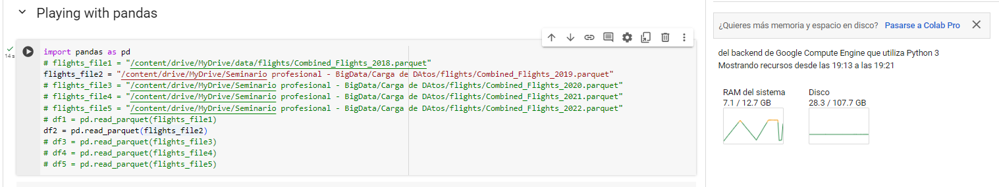 Playing with pandas
14 s
import pandas as pd
# flights_file1 = "/content/drive/MyDrive/data/flights/Combined_Flights_2018.parquet"
flights_file2 = "/content/drive/MyDrive/Seminario profesional - BigData/Carga de DAtos/flights/Combined_Flights_2019.parquet"
# flights_file3 = "/content/drive/MyDrive/Seminario profesional - BigData/Carga de DAtos/flights/Combined_Flights_2020.parquet"
# flights_file4 = "/content/drive/MyDrive/Seminario profesional - BigData/Carga de DAtos/flights/Combined_Flights_2021.parquet"
# flights_file5 = "/content/drive/MyDrive/Seminario profesional - BigData/Carga de DAtos/flights/Combined_Flights_2022.parquet"
# df1 = pd.read_parquet(flights_file1)
df2 = pd.read_parquet(flights_file2)
# df3 = pd.read_parquet(flights_file3)
# df4 = pd.read_parquet(flights_file4)
# df5 = pd.read_parquet(flights_file5)
¿Quieres más memoria y espacio en disco? Pasarse a Colab Pro
del backend de Google Compute Engine que utiliza Python 3
Mostrando recursos desde las 19:13 a las 19:21
RAM del sistema
7.1 / 12.7 GB
Disco
28.3 / 107.7 GB